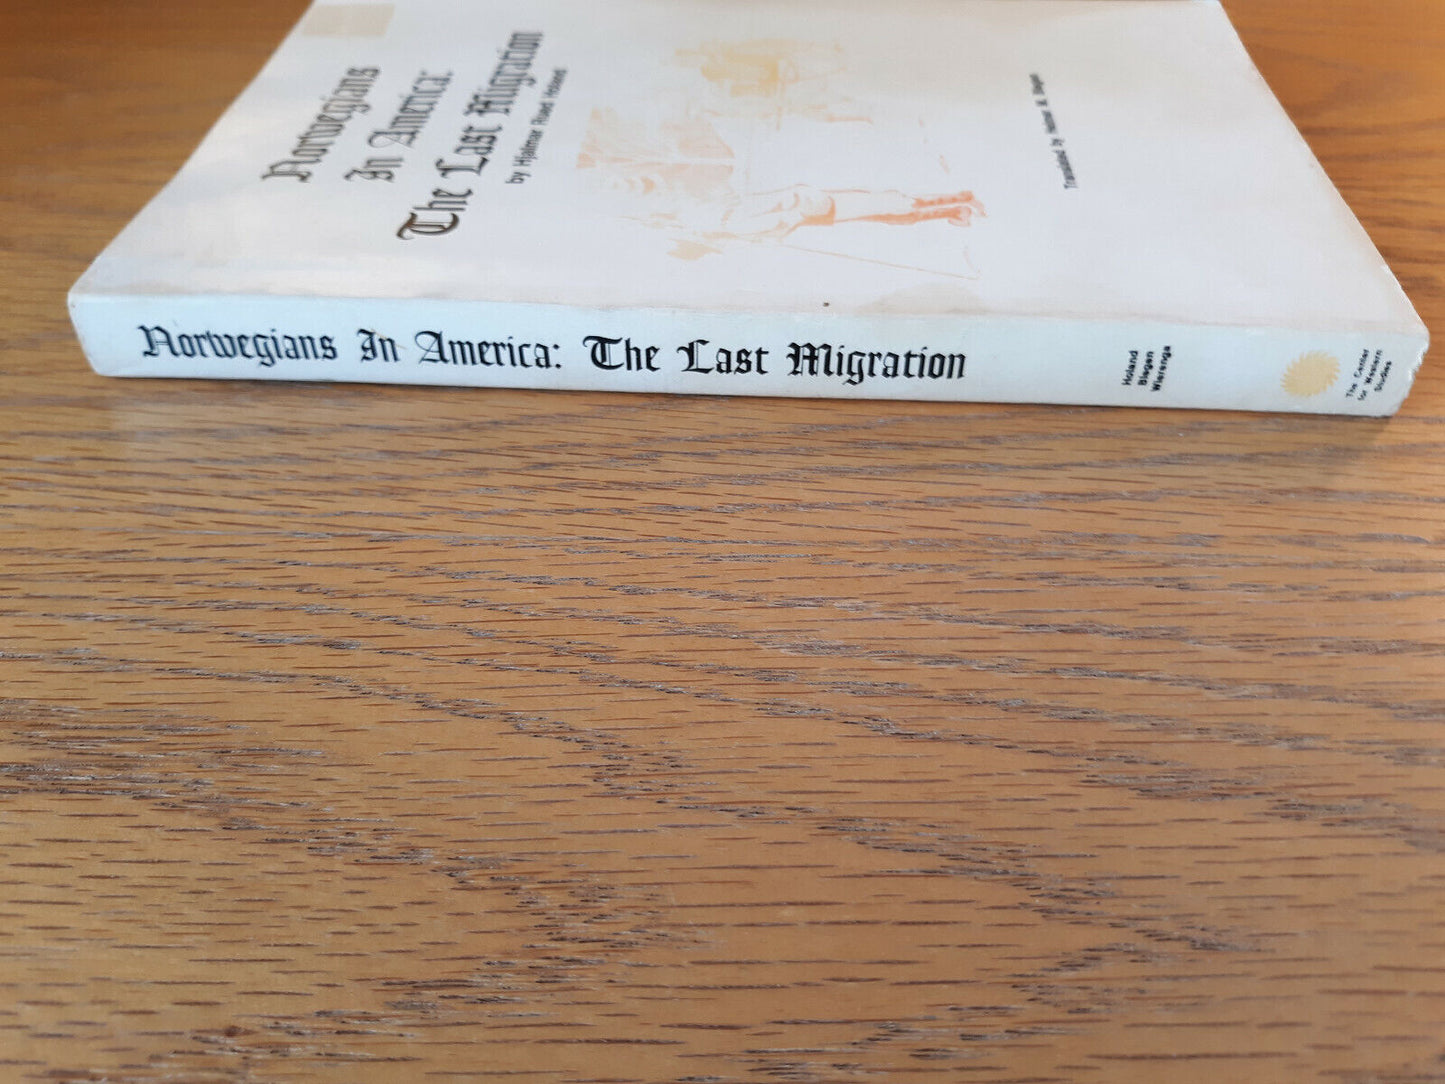 Norwegians
In America:
The Last Migration
by Hjalmar Rued Holand
Translated by Helmer M. Blegen
Norwegians In America: The Last Migration
Holand
Blegen
Wierenga
The Center
for Western
Studies